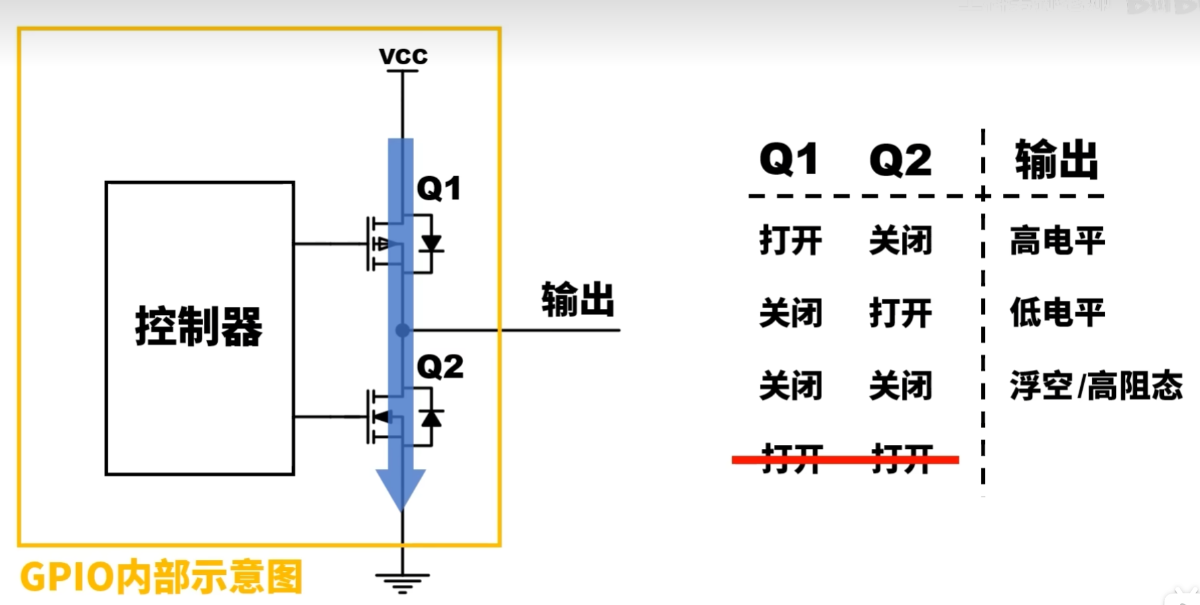 VCC
Q1
控制器
输出
Q2
GPIO内部示意图
Q1 Q2 输出
打开 关闭 高电平
关闭 打开 低电平
关闭 关闭 浮空/高阻态
打开 打开